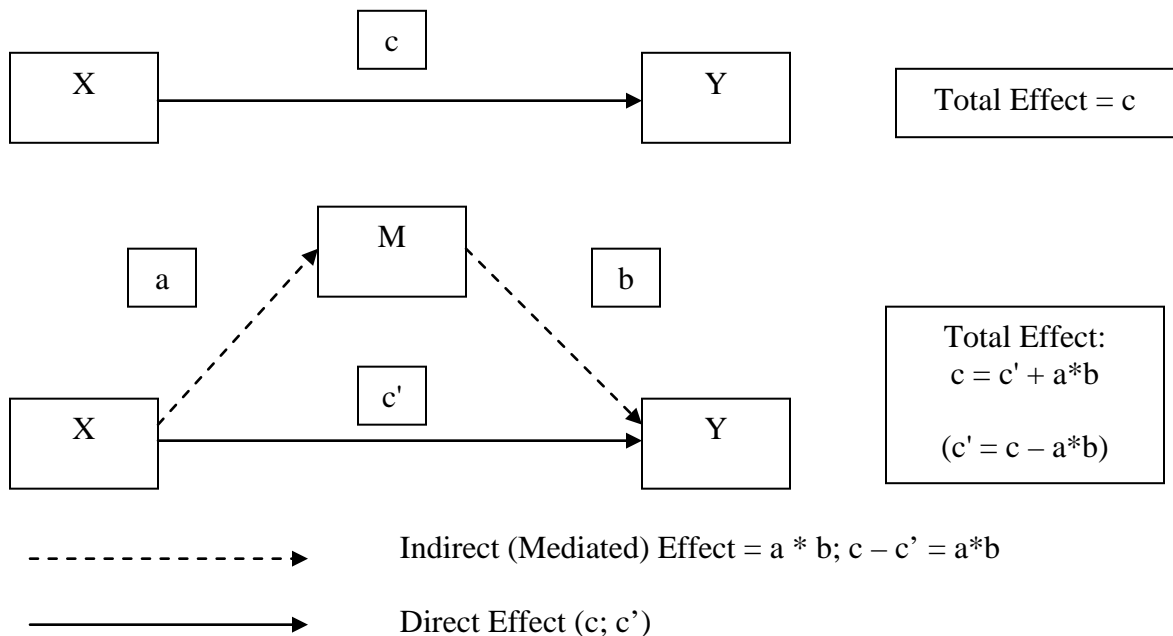 c
X
Y
Total Effect = c
M
a
b
Total Effect:
c = c' + a*b
(c' = c – a*b)
c'
X
Y
Indirect (Mediated) Effect = a * b; c – c’ = a*b
Direct Effect (c; c’)